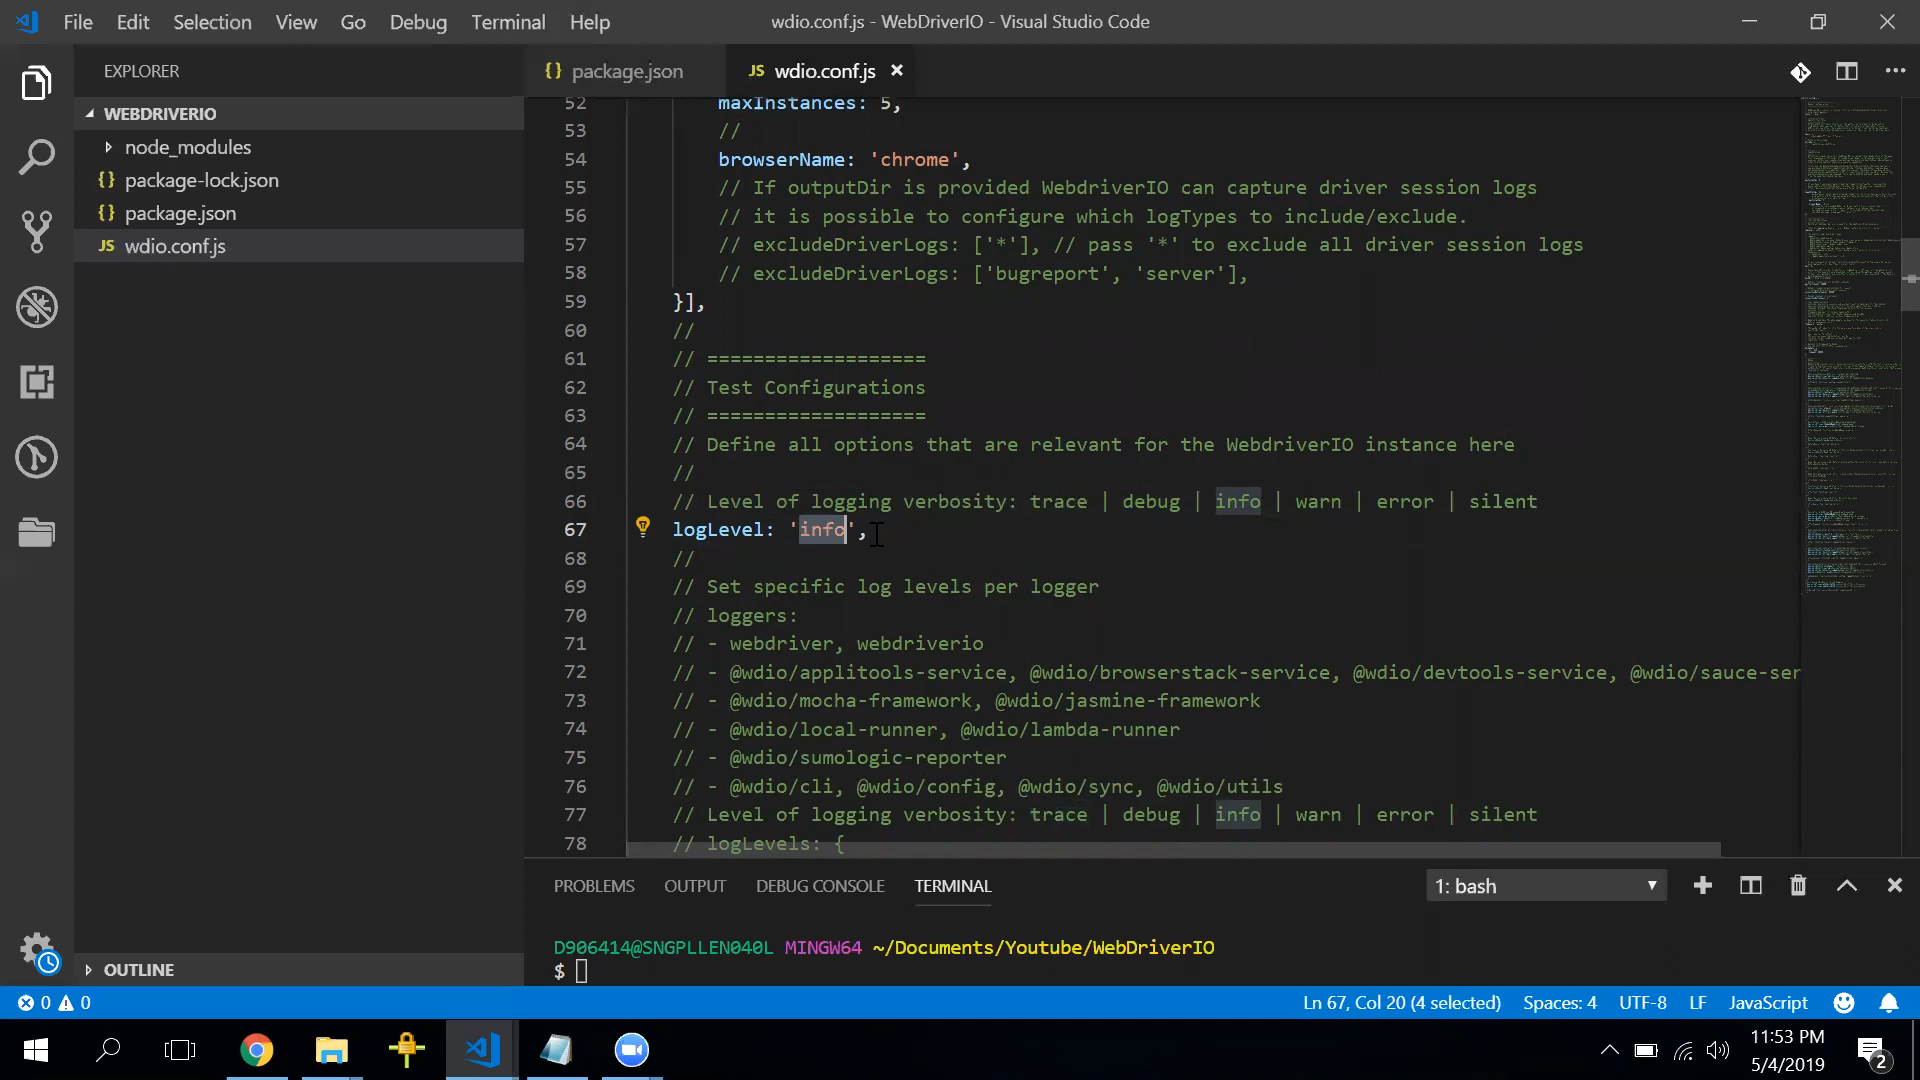 File Edit Selection View Go Debug Terminal Help
wdio.conf.js - WebDriverIO - Visual Studio Code
EXPLORER
WEBDRIVERIO
node_modules
{} package-lock.json
{} package.json
JS wdio.conf.js
OUTLINE
{} package.json
JS wdio.conf.js
52 maxInstances: 5,
53 //
54 browserName: 'chrome',
55 // If outputDir is provided WebdriverIO can capture driver session logs
56 // it is possible to configure which logTypes to include/exclude.
57 // excludeDriverLogs: ['*'], // pass '*' to exclude all driver session logs
58 // excludeDriverLogs: ['bugreport', 'server'],
59 }],
60 //
61 // ===================
62 // Test Configurations
63 // ===================
64 // Define all options that are relevant for the WebdriverIO instance here
65 //
66 // Level of logging verbosity: trace | debug | info | warn | error | silent
67 logLevel: 'info',
68 //
69 // Set specific log levels per logger
70 // loggers:
71 // - webdriver, webdriverio
72 // - @wdio/applitools-service, @wdio/browserstack-service, @wdio/devtools-service, @wdio/sauce-ser
73 // - @wdio/mocha-framework, @wdio/jasmine-framework
74 // - @wdio/local-runner, @wdio/lambda-runner
75 // - @wdio/sumologic-reporter
76 // - @wdio/cli, @wdio/config, @wdio/sync, @wdio/utils
77 // Level of logging verbosity: trace | debug | info | warn | error | silent
78 // logLevels: {
PROBLEMS OUTPUT DEBUG CONSOLE TERMINAL
1: bash
D906414@SNGPLLEN040L MINGW64 ~/Documents/Youtube/WebDriverIO
$
0 0
Ln 67, Col 20 (4 selected) Spaces: 4 UTF-8 LF JavaScript
11:53 PM
5/4/2019
2